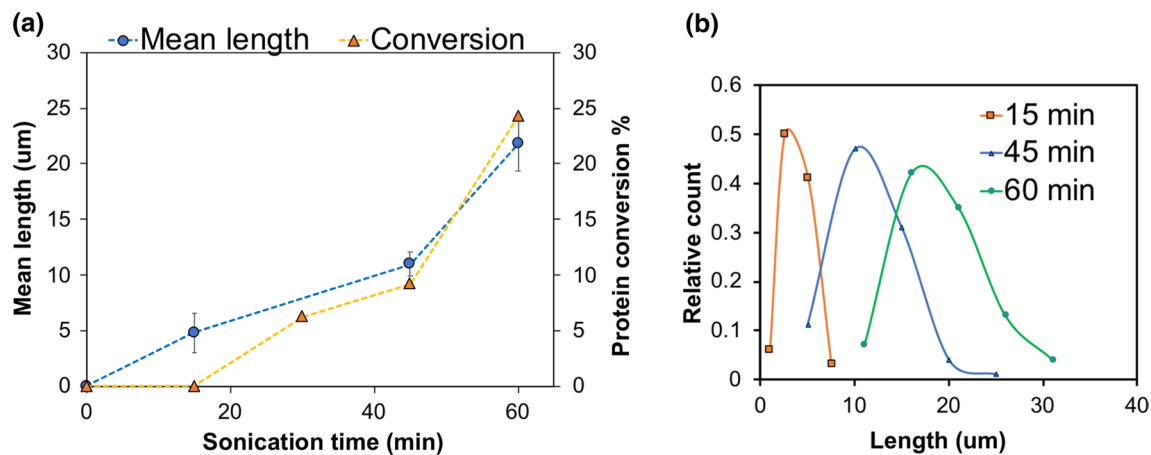 (a)
Mean length
Conversion
30
25
20
15
10
5
0
Mean length (um)
30
25
20
15
10
5
0
Protein conversion %
0
20
40
60
Sonication time (min)
(b)
0.6
0.5
0.4
0.3
0.2
0.1
0
Relative count
15 min
45 min
60 min
0
10
20
30
40
Length (um)